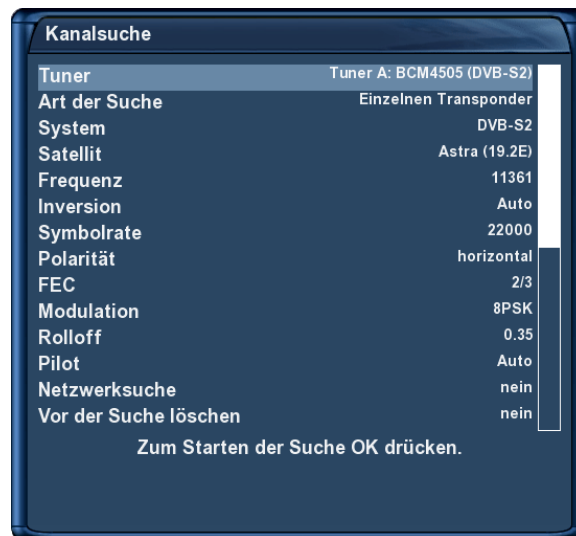 Kanalsuche
Tuner Tuner A: BCM4505 (DVB-S2)
Art der Suche Einzelnen Transponder
System DVB-S2
Satellit Astra (19.2E)
Frequenz 11361
Inversion Auto
Symbolrate 22000
Polarität horizontal
FEC 2/3
Modulation 8PSK
Rolloff 0.35
Pilot Auto
Netzwerksuche nein
Vor der Suche löschen nein
Zum Starten der Suche OK drücken.